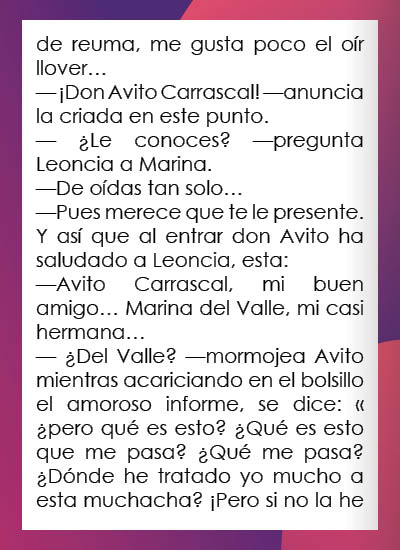 de reuma, me gusta poco el oír
llover…
—¡Don Avito Carrascal! —anuncia
la criada en este punto.
— ¿Le conoces? —pregunta
Leoncia a Marina.
—De oídas tan solo…
—Pues merece que te le presente.
Y así que al entrar don Avito ha
saludado a Leoncia, esta:
—Avito Carrascal, mi buen
amigo… Marina del Valle, mi casi
hermana…
— ¿Del Valle? —mormojea Avito
mientras acariciando en el bolsillo
el amoroso informe, se dice: «
¿pero qué es esto? ¿Qué es esto
que me pasa? ¿Qué me pasa?
¿Dónde he tratado yo mucho a
esta muchacha? ¡Pero si no la he